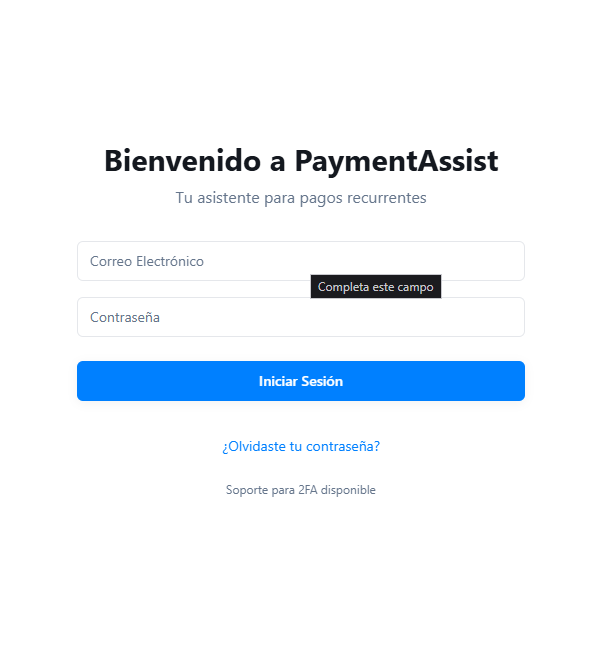 Bienvenido a PaymentAssist
Tu asistente para pagos recurrentes
Correo Electrónico
Completa este campo
Contraseña
Iniciar Sesión
¿Olvidaste tu contraseña?
Soporte para 2FA disponible